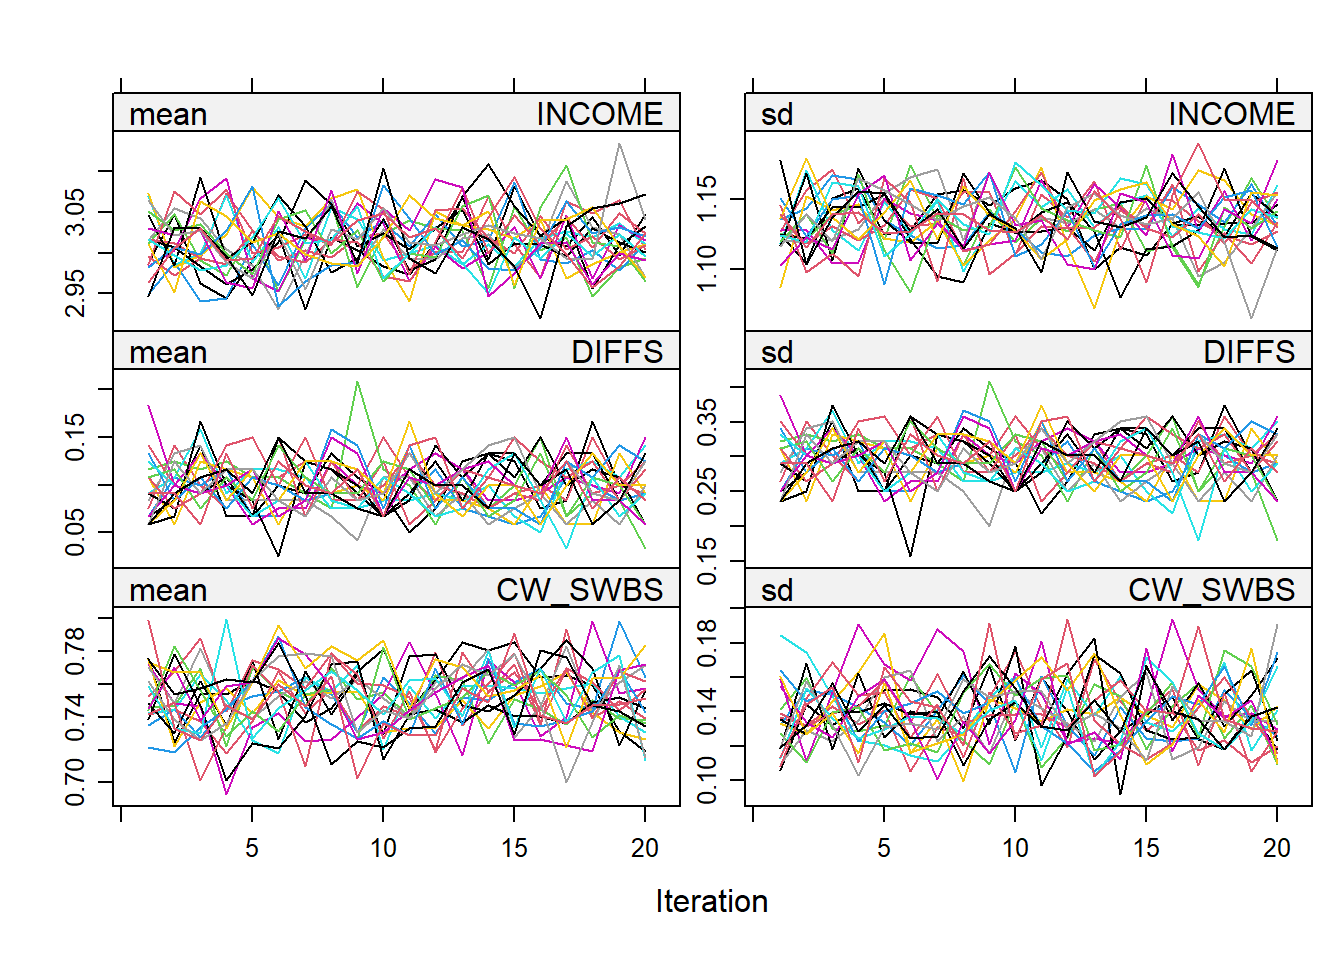 mean INCOME
sd INCOME
2.95 3.05
1.10 1.15
mean DIFFS
sd DIFFS
0.05 0.15
0.15 0.25 0.35
mean CW_SWBS
sd CW_SWBS
0.70 0.74 0.78
0.10 0.14 0.18
5 10 15 20
5 10 15 20
Iteration